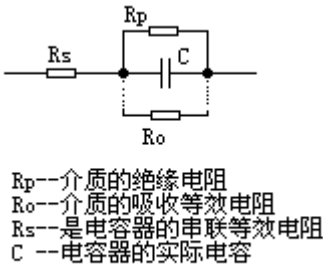 Rp
Rs
C
Ro
Rp--介质的绝缘电阻
Ro--介质的吸收等效电阻
Rs--是电容器的串联等效电阻
C --电容器的实际电容